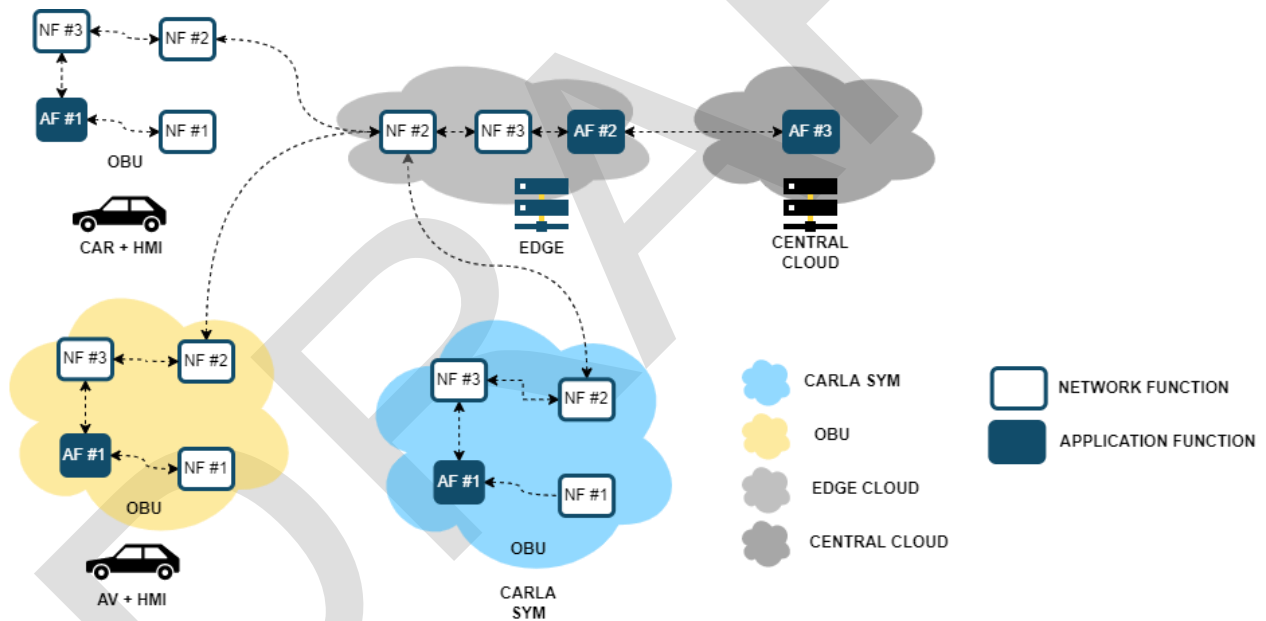 NF #3
NF #2
AF #1
NF #1
OBU
CAR + HMI
NF #2
NF #3
AF #2
AF #3
EDGE
CENTRAL
CLOUD
NF #3
NF #2
AF #1
NF #1
OBU
AV + HMI
NF #3
NF #2
AF #1
NF #1
OBU
CARLA
SYM
CARLA SYM
OBU
EDGE CLOUD
CENTRAL CLOUD
NETWORK FUNCTION
APPLICATION FUNCTION